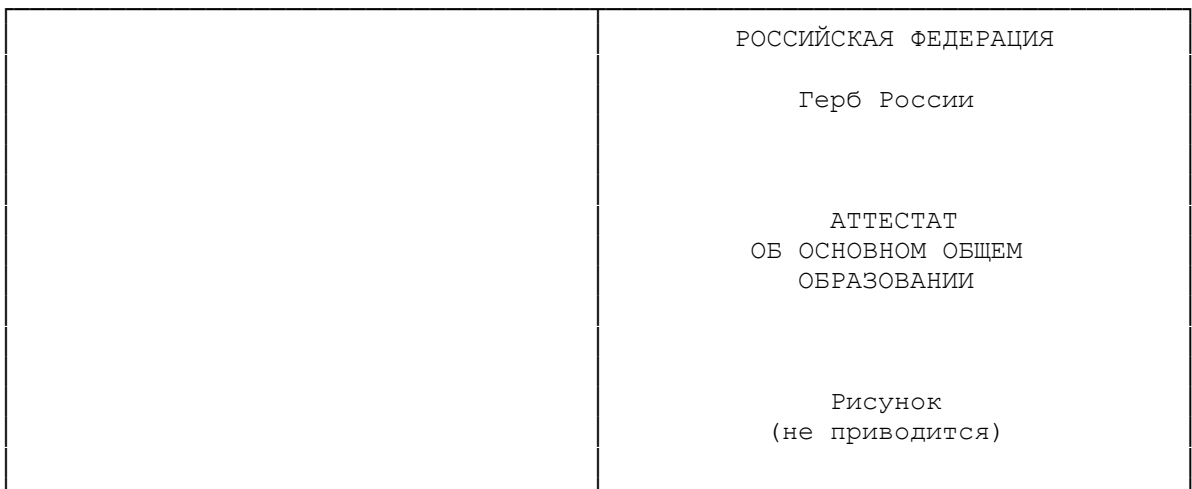 РОССИЙСКАЯ ФЕДЕРАЦИЯ
Герб России
АТТЕСТАТ
ОБ ОСНОВНОМ ОБЩЕМ
ОБРАЗОВАНИИ
Рисунок
(не приводится)